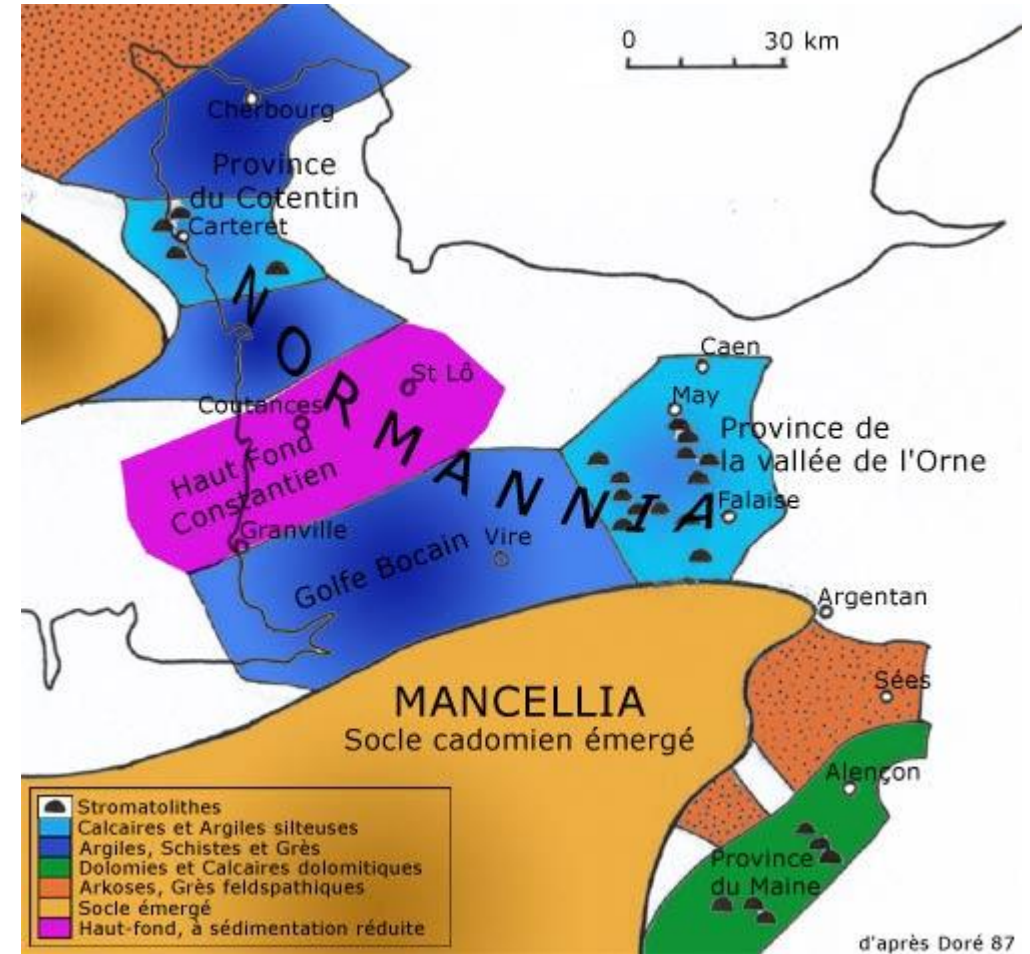 0 30 km
Cherbourg
Province
du Cotentin
Carteret
NORMANNIA
Caen
St Lô
May
Coutances
Province de
la vallée de l'Orne
Haut Fond
Constantien
Falaise
Granville
Vire
Golfe Bocain
Argentan
Sées
MANCELLIA
Socle cadomien émergé
Alençon
Stromatolithes
Calcaires et Argiles silteuses
Argiles, Schistes et Grès
Dolomies et Calcaires dolomitiques
Arkoses, Grès feldspathiques
Socle émergé
Haut-fond, à sédimentation réduite
Province
du Maine
d'après Doré 87